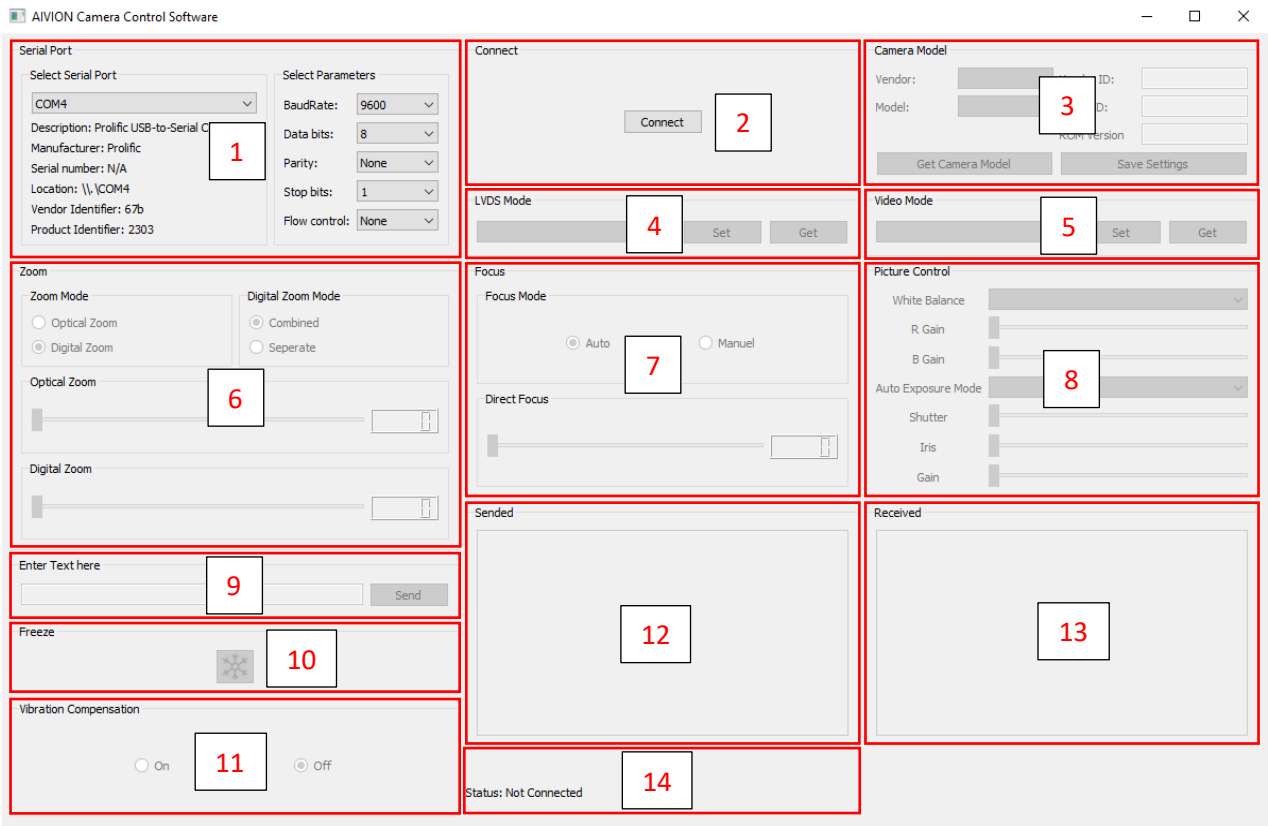 AIVION Camera Control Software
Serial Port
Select Serial Port
COM4
Description: Prolific USB-to-Serial C
Manufacturer: Prolific
Serial number: N/A
Location: \\.\COM4
Vendor Identifier: 67b
Product Identifier: 2303
1
Select Parameters
BaudRate: 9600
Data bits: 8
Parity: None
Stop bits: 1
Flow control: None
Connect
Connect
2
Camera Model
Vendor:
ID:
Model:
D:
ROM Version
3
Get Camera Model
Save Settings
LVDS Mode
4
Set
Get
Video Mode
5
Set
Get
Zoom
Zoom Mode
Optical Zoom
Digital Zoom
Digital Zoom Mode
Combined
Seperate
Optical Zoom
6
0
Digital Zoom
0
Focus
Focus Mode
Auto
Manuel
7
Direct Focus
0
Picture Control
White Balance
R Gain
B Gain
8
Auto Exposure Mode
Shutter
Iris
Gain
Enter Text here
9
Send
Freeze
10
Vibration Compensation
On
11
Off
Sended
12
Received
13
Status: Not Connected
14